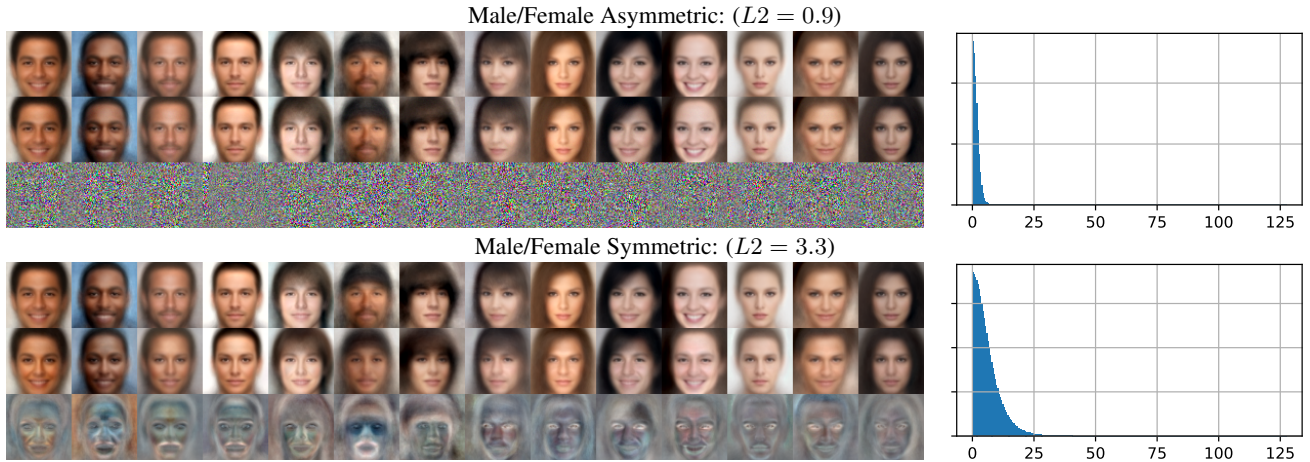 Male/Female Asymmetric: (L2 = 0.9)
0 25 50 75 100 125
Male/Female Symmetric: (L2 = 3.3)
0 25 50 75 100 125